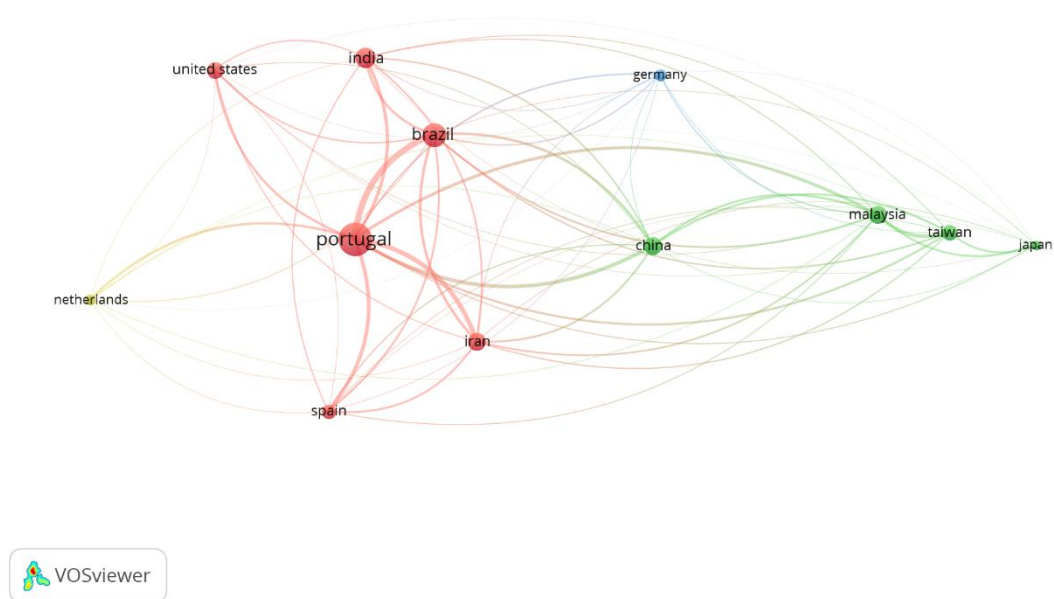 india
united states
germany
brazil
malaysia
taiwan
portugal
china
japan
netherlands
iran
spain
VOSviewer